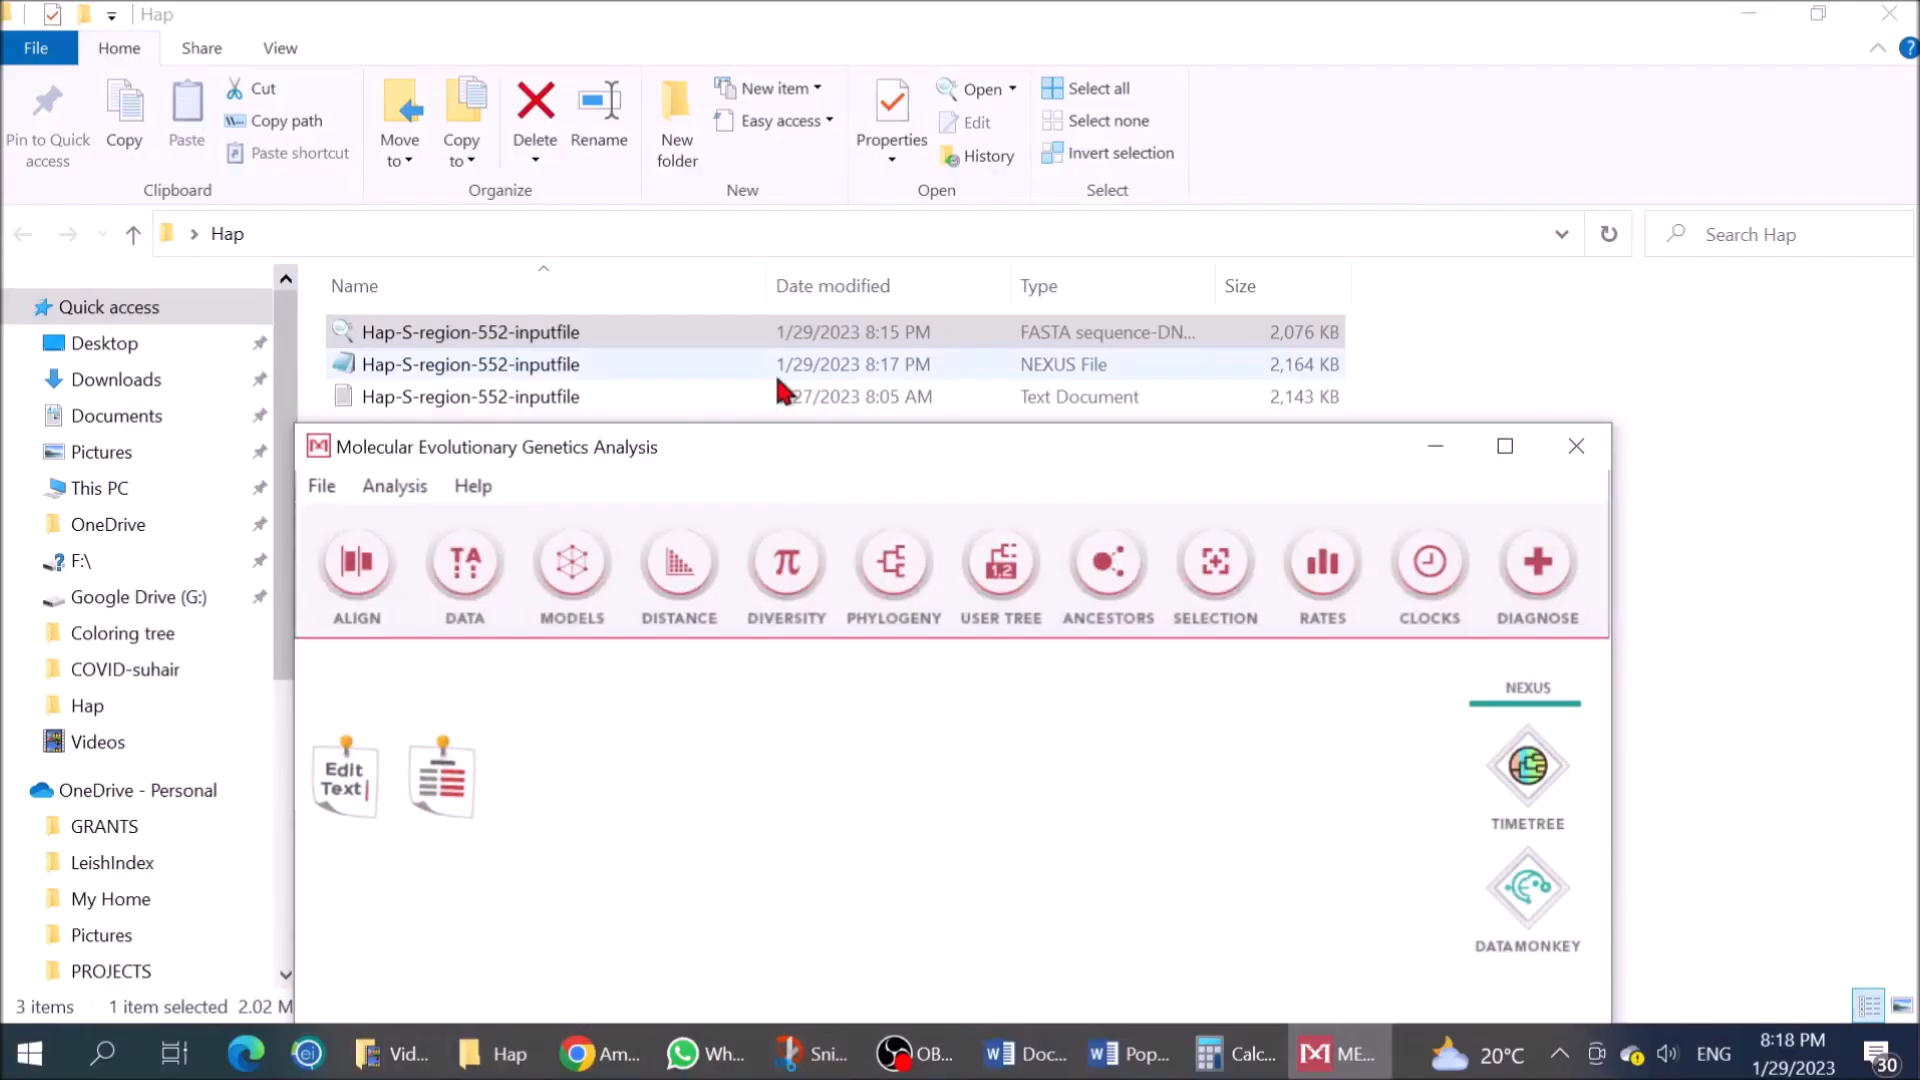 Hap
File Home Share View
Pin to Quick access
Copy
Paste
Cut
Copy path
Paste shortcut
Clipboard
Move to
Copy to
Delete
Rename
Organize
New folder
New item
Easy access
New
Properties
Open
Edit
History
Open
Select all
Select none
Invert selection
Select
Hap
Search Hap
Name Date modified Type Size
Hap-S-region-552-inputfile 1/29/2023 8:15 PM FASTA sequence-DN... 2,076 KB
Hap-S-region-552-inputfile 1/29/2023 8:17 PM NEXUS File 2,164 KB
Hap-S-region-552-inputfile 27/2023 8:05 AM Text Document 2,143 KB
Quick access
Desktop
Downloads
Documents
Pictures
This PC
OneDrive
F:\
Google Drive (G:)
Coloring tree
COVID-suhair
Hap
Videos
OneDrive - Personal
GRANTS
LeishIndex
My Home
Pictures
PROJECTS
3 items 1 item selected 2.02 M
Molecular Evolutionary Genetics Analysis
File Analysis Help
TA π 1,2
ALIGN DATA MODELS DISTANCE DIVERSITY PHYLOGENY USER TREE ANCESTORS SELECTION RATES CLOCKS DIAGNOSE
Edit
Text
NEXUS
TIMETREE
DATAMONKEY
Vid... Hap Am... Wh... Sni... OB... Doc... Pop... Calc... ME... 20°C ENG 8:18 PM
1/29/2023
30